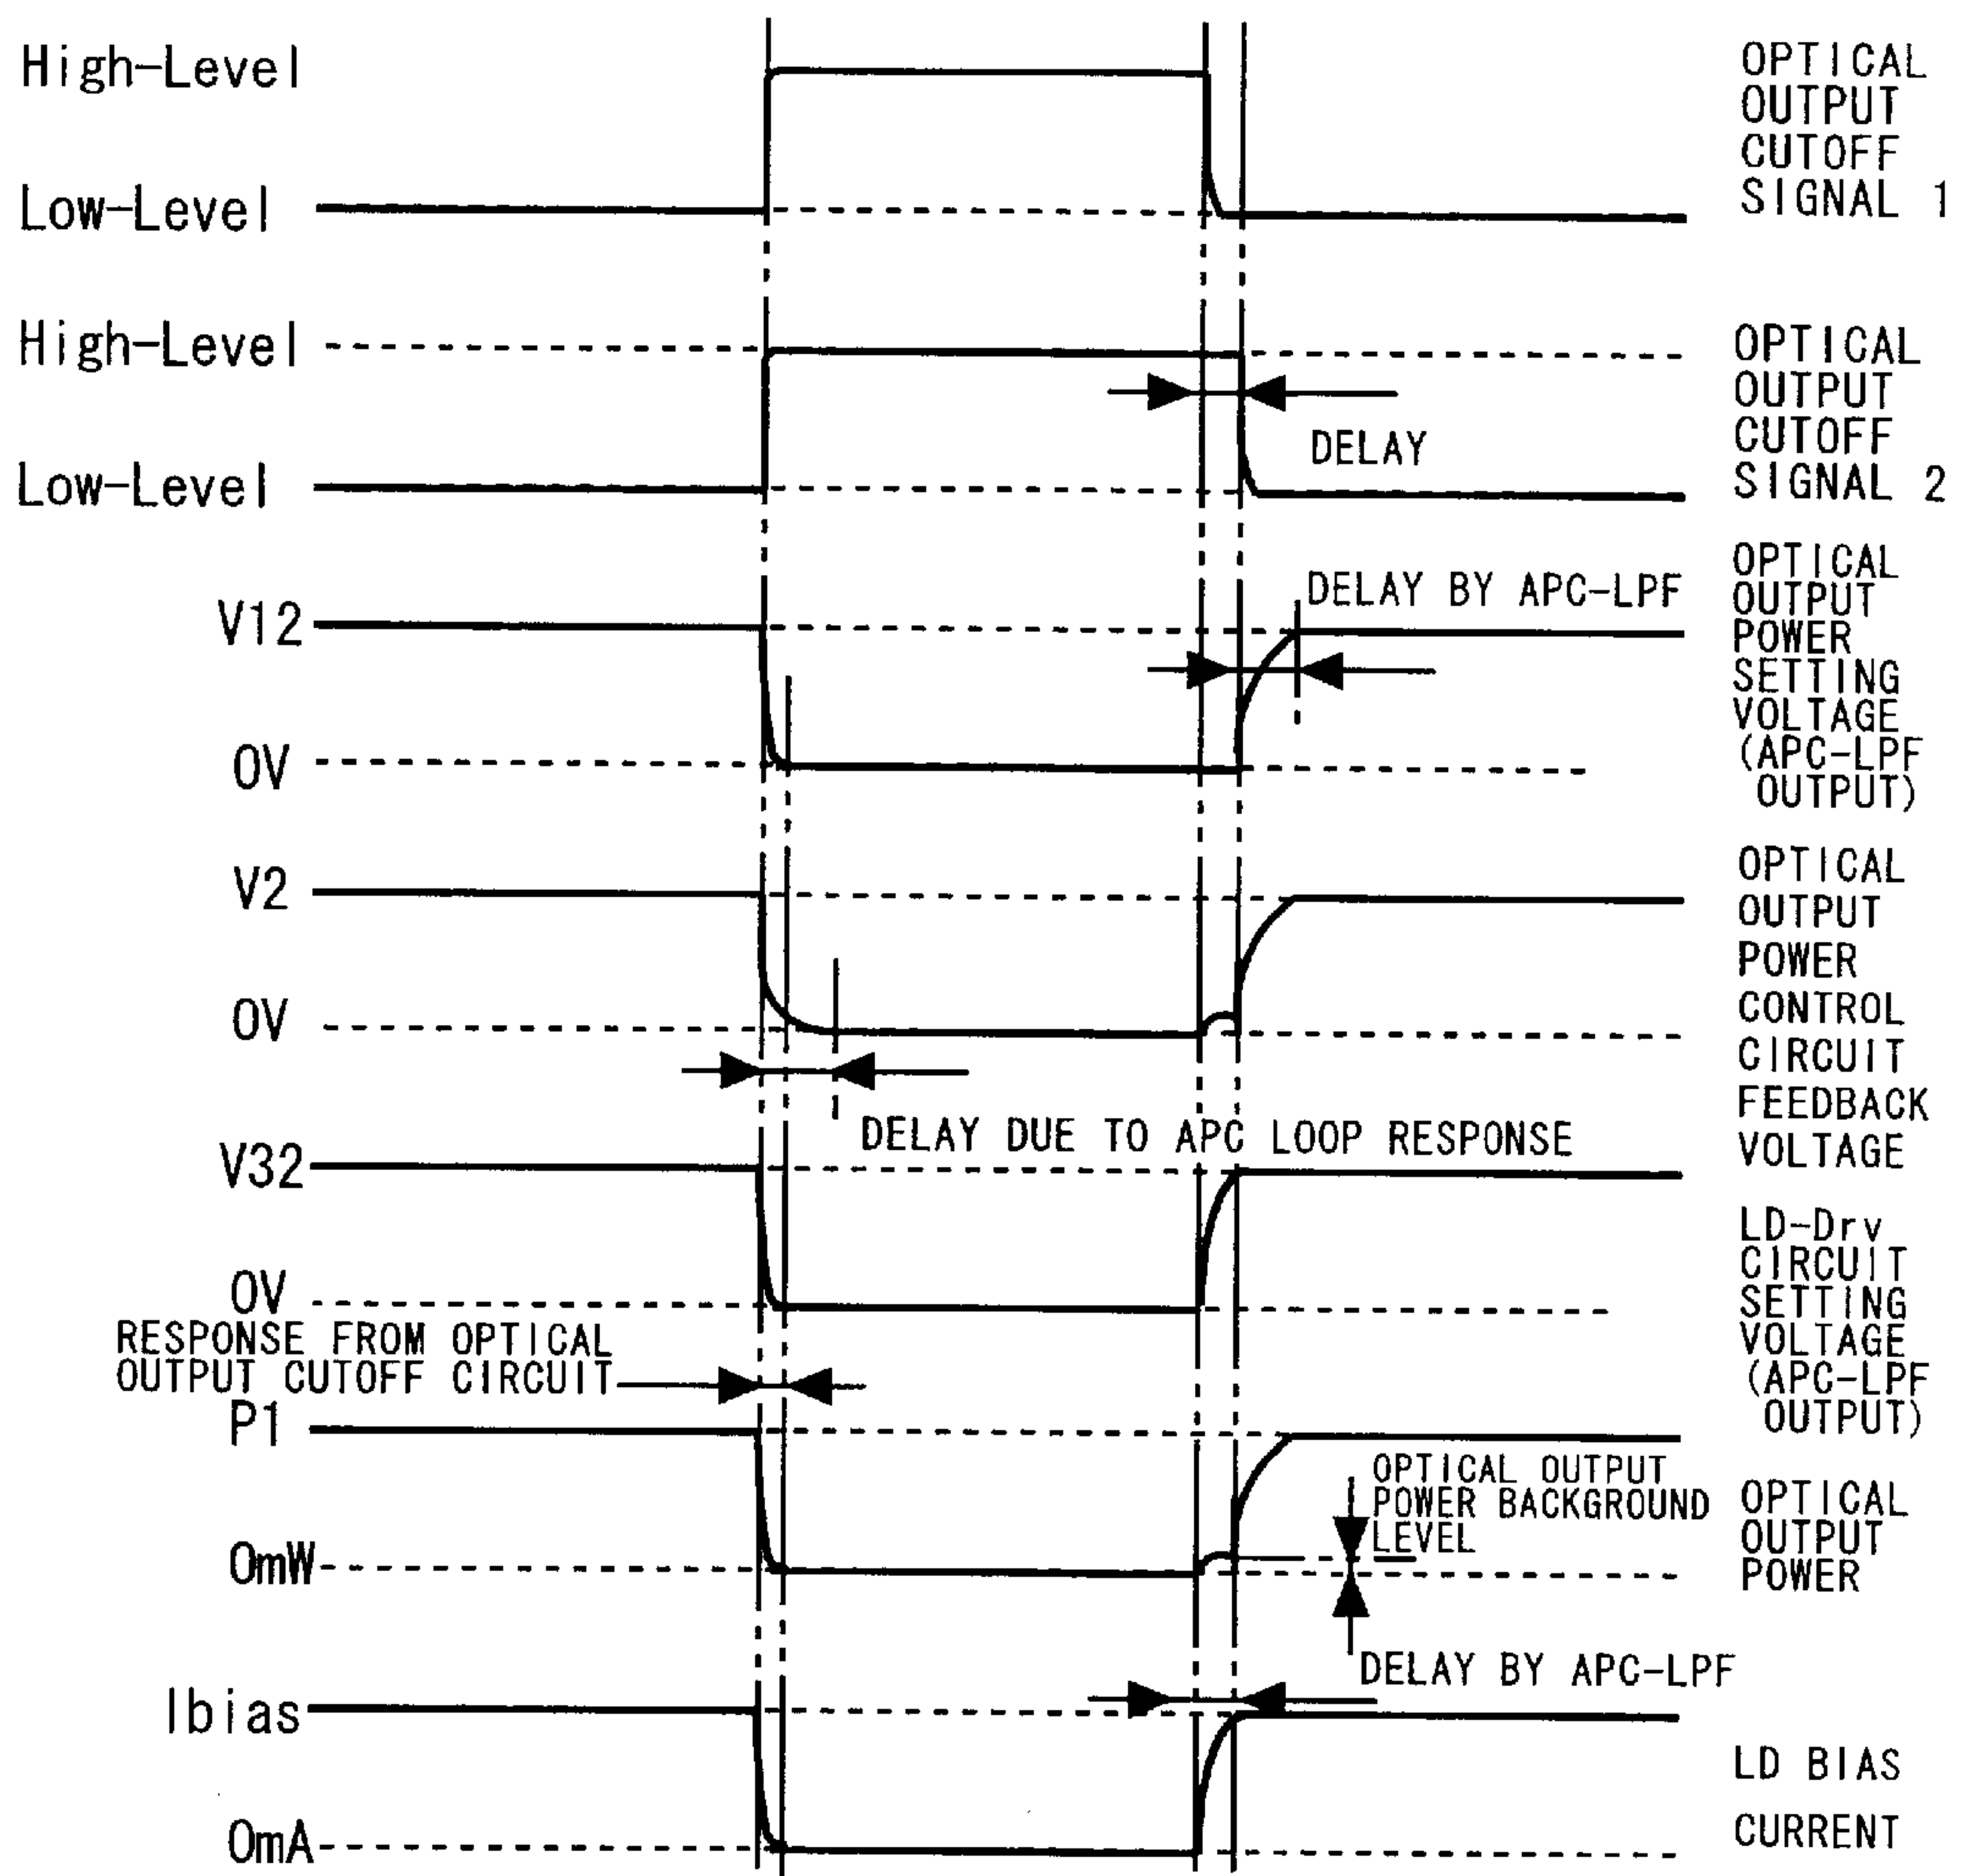 High-Level
OPTICAL
OUTPUT
CUTOFF
SIGNAL 1
Low-Level
High-Level
OPTICAL
OUTPUT
CUTOFF
SIGNAL 2
DELAY
Low-Level
V12
DELAY BY APC-LPF
OPTICAL
OUTPUT
POWER
SETTING
VOLTAGE
(APC-LPF
OUTPUT)
0V
V2
OPTICAL
OUTPUT
POWER
CONTROL
CIRCUIT
FEEDBACK
VOLTAGE
0V
DELAY DUE TO APC LOOP RESPONSE
V32
LD-Drv
CIRCUIT
SETTING
VOLTAGE
(APC-LPF
OUTPUT)
0V
RESPONSE FROM OPTICAL
OUTPUT CUTOFF CIRCUIT
P1
OPTICAL OUTPUT
POWER BACKGROUND
LEVEL
OPTICAL
OUTPUT
POWER
0mW
DELAY BY APC-LPF
Ibias
LD BIAS
CURRENT
0mA